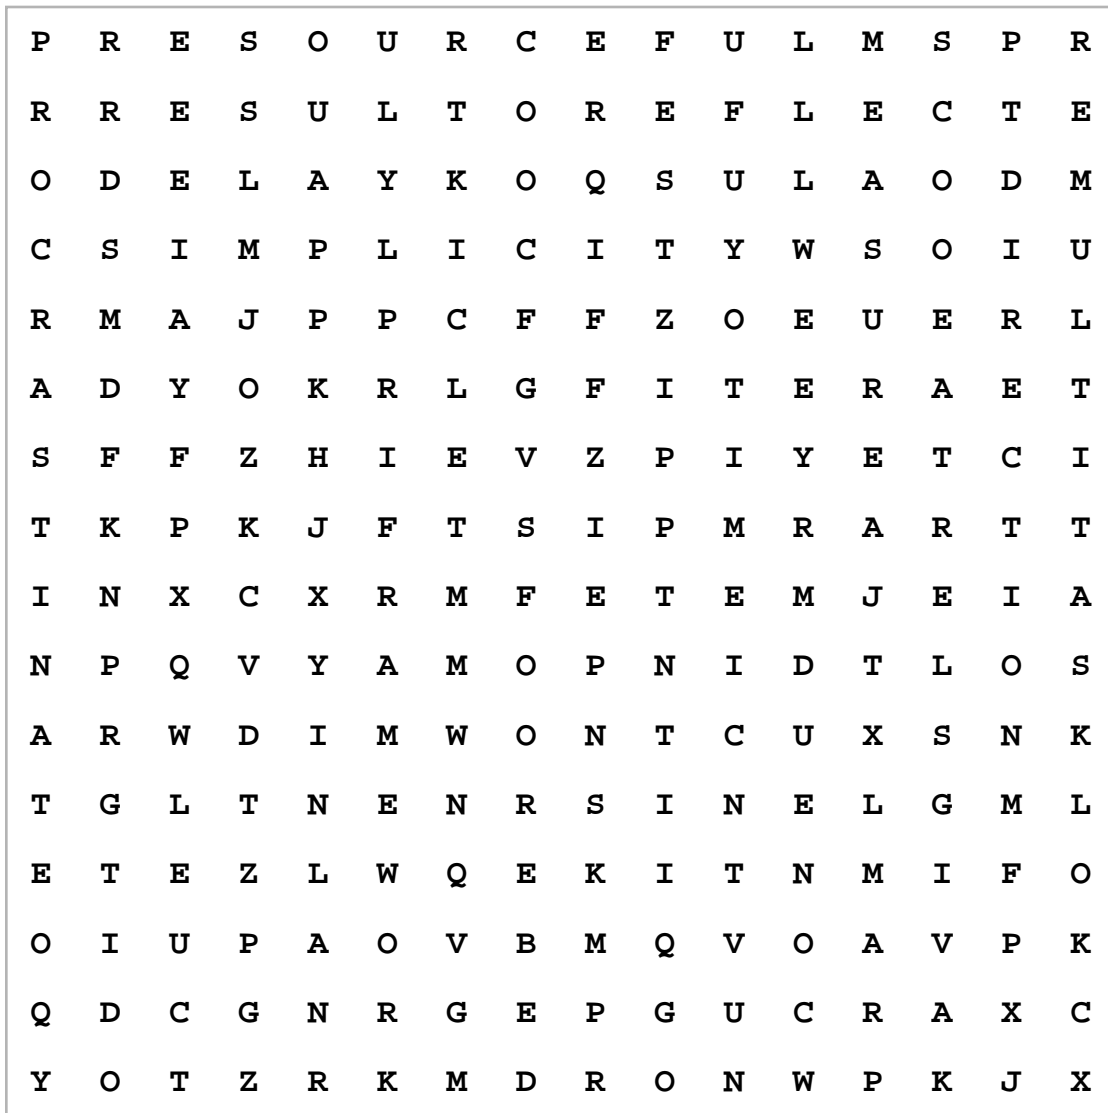 P R E S O U R C E F U L M S P R
R R E S U L T O R E F L E C T E
O D E L A Y K O Q S U L A O D M
C S I M P L I C I T Y W S O I U
R M A J P P C F F Z O E U E R L
A D Y O K R L G F I T E R A E T
S F F Z H I E V Z P I Y E T C I
T K P K J F T S I P M R A R T T
I N X C X R M F E T E M J E I A
N P Q V Y A M O P N I D T L O S
A R W D I M W O N T C U X S N K
T G L T N E N R S I N E L G M L
E T E Z L W Q E K I T N M I F O
O I U P A O V B M Q V O A V P K
Q D C G N R G E P G U C R A X C
Y O T Z R K M D R O N W P K J X